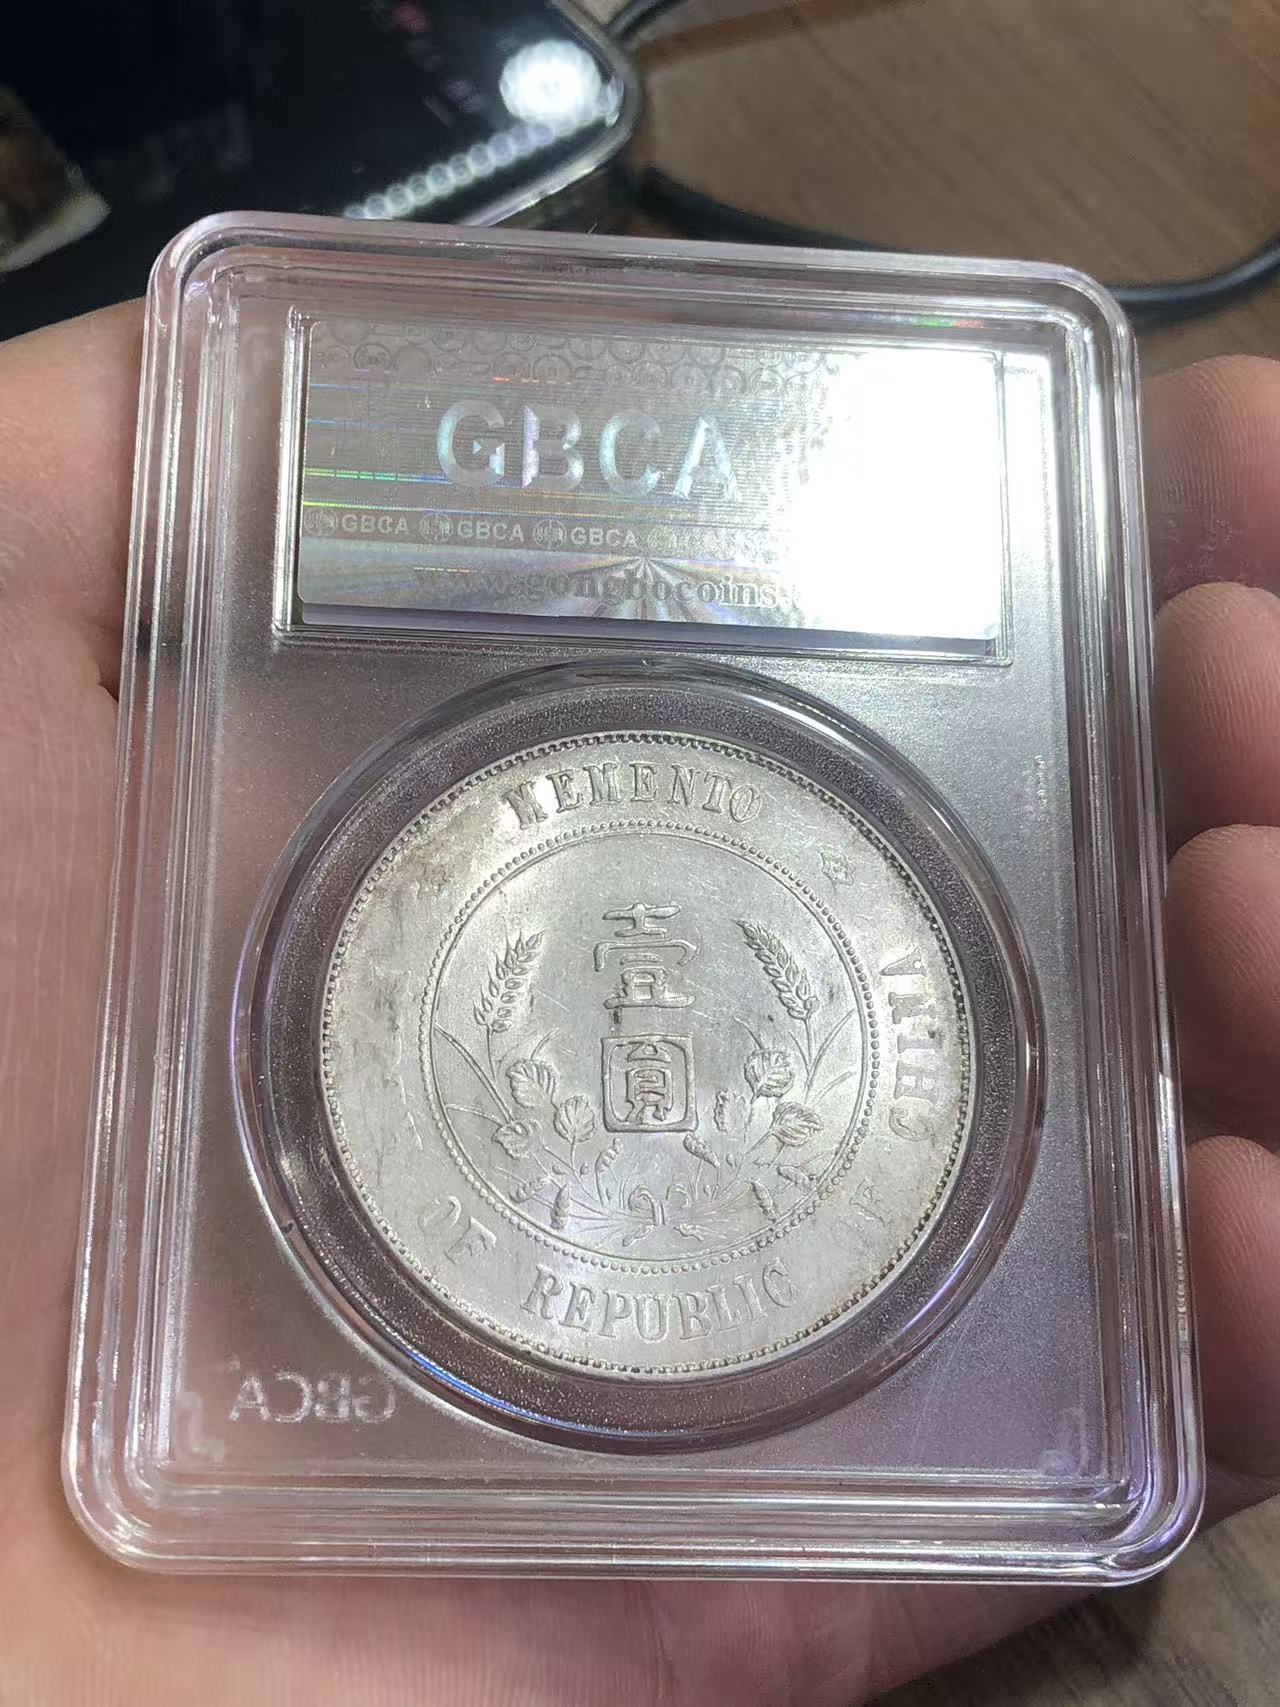 GBCA
GBCA GBCA GBCA
www.gongbocoins
MEMENTO
壹
圓
CHINA
OF
REPUBLIC
OF
GBCA